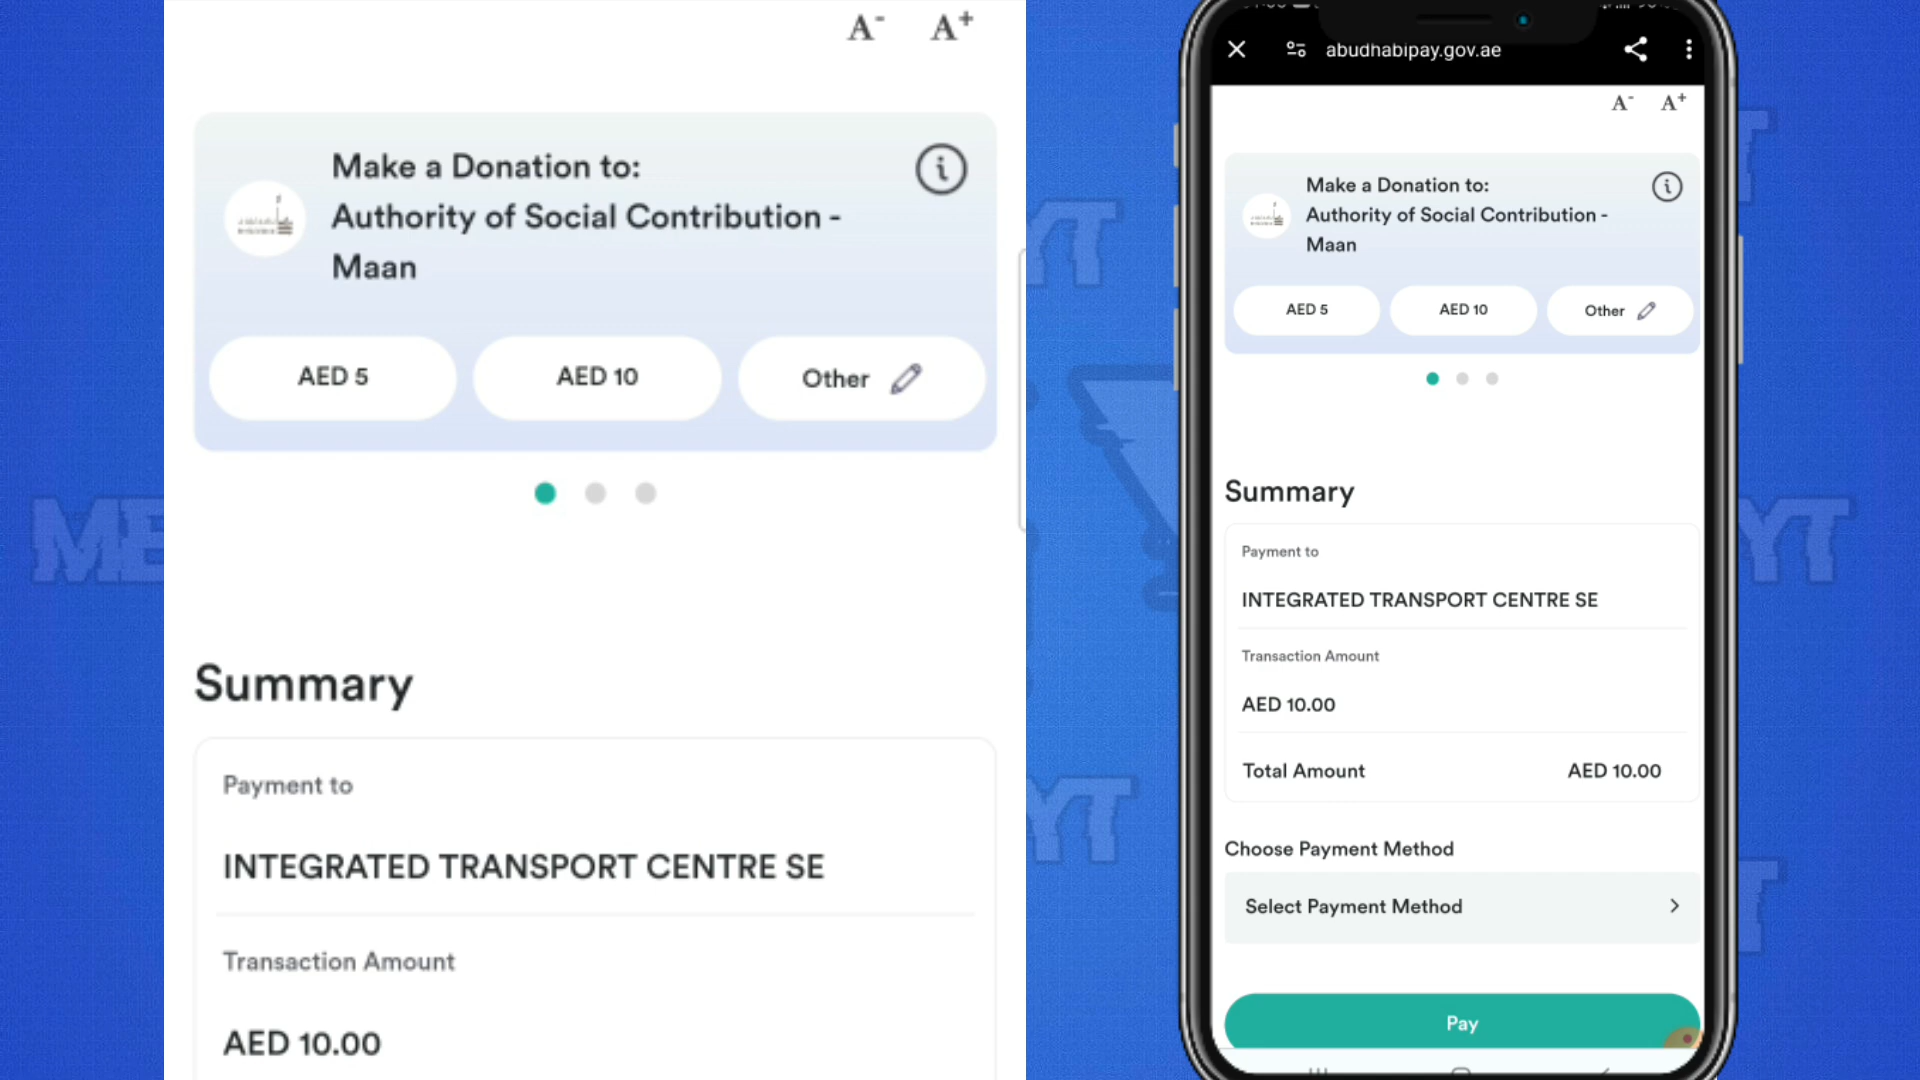 A- A+
Make a Donation to:
Authority of Social Contribution -
Maan
AED 5
AED 10
Other
Summary
Payment to
INTEGRATED TRANSPORT CENTRE SE
Transaction Amount
AED 10.00
abudhabipay.gov.ae
A- A+
Make a Donation to:
Authority of Social Contribution -
Maan
AED 5
AED 10
Other
Summary
Payment to
INTEGRATED TRANSPORT CENTRE SE
Transaction Amount
AED 10.00
Total Amount AED 10.00
Choose Payment Method
Select Payment Method
Pay
YT
YT
YT